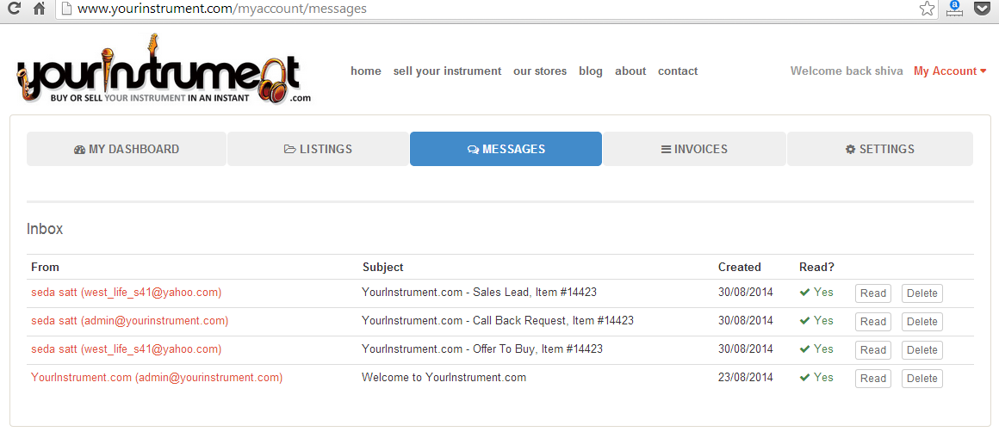 www.yourinstrument.com/myaccount/messages
yourinstrument
BUY OR SELL YOUR INSTRUMENT IN AN INSTANT .com
home sell your instrument our stores blog about contact Welcome back shiva My Account
MY DASHBOARD LISTINGS MESSAGES INVOICES SETTINGS
Inbox
From Subject Created Read?
seda satt (west_life_s41@yahoo.com) YourInstrument.com - Sales Lead, Item #14423 30/08/2014 Yes Read Delete
seda satt (admin@yourinstrument.com) YourInstrument.com - Call Back Request, Item #14423 30/08/2014 Yes Read Delete
seda satt (west_life_s41@yahoo.com) YourInstrument.com - Offer To Buy, Item #14423 30/08/2014 Yes Read Delete
YourInstrument.com (admin@yourinstrument.com) Welcome to YourInstrument.com 23/08/2014 Yes Read Delete